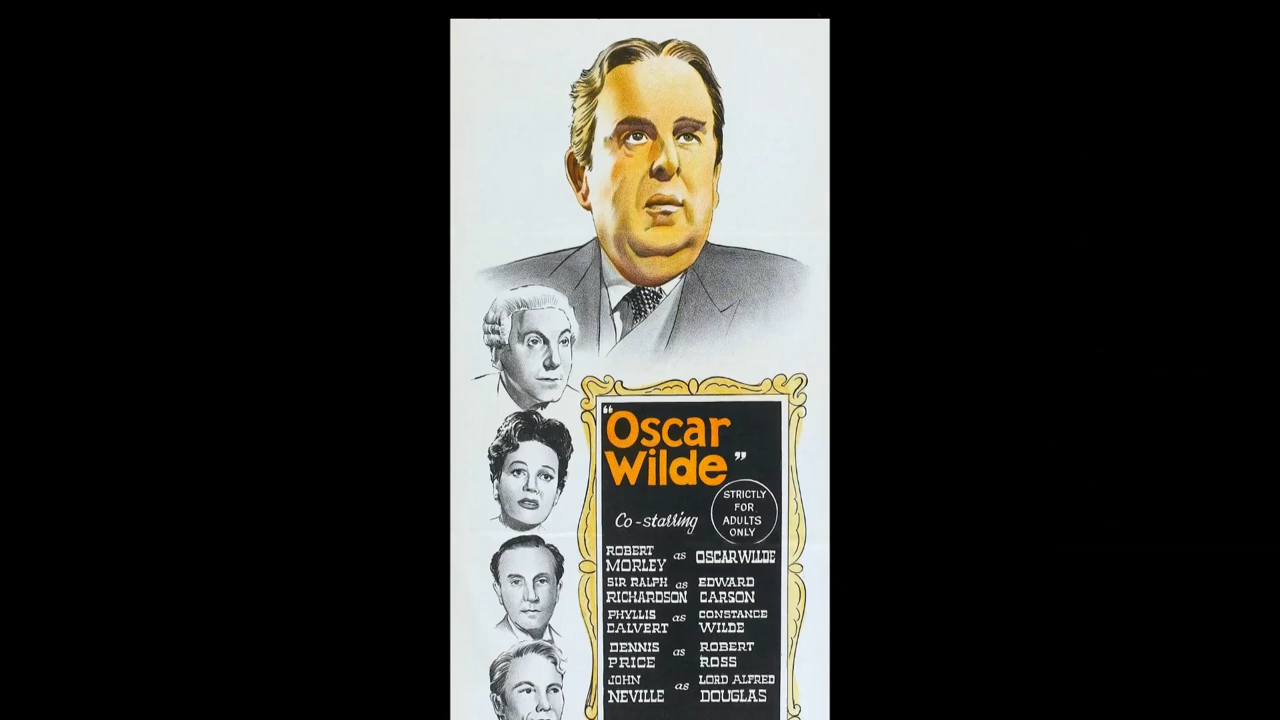 "Oscar
Wilde"
STRICTLY
FOR
ADULTS
ONLY
Co-starring
ROBERT
MORLEY as OSCAR WILDE
SIR RALPH
RICHARDSON as EDWARD
CARSON
PHYLLIS
CALVERT as CONSTANCE
WILDE
DENNIS
PRICE as ROBERT
ROSS
JOHN
NEVILLE as LORD ALFRED
DOUGLAS